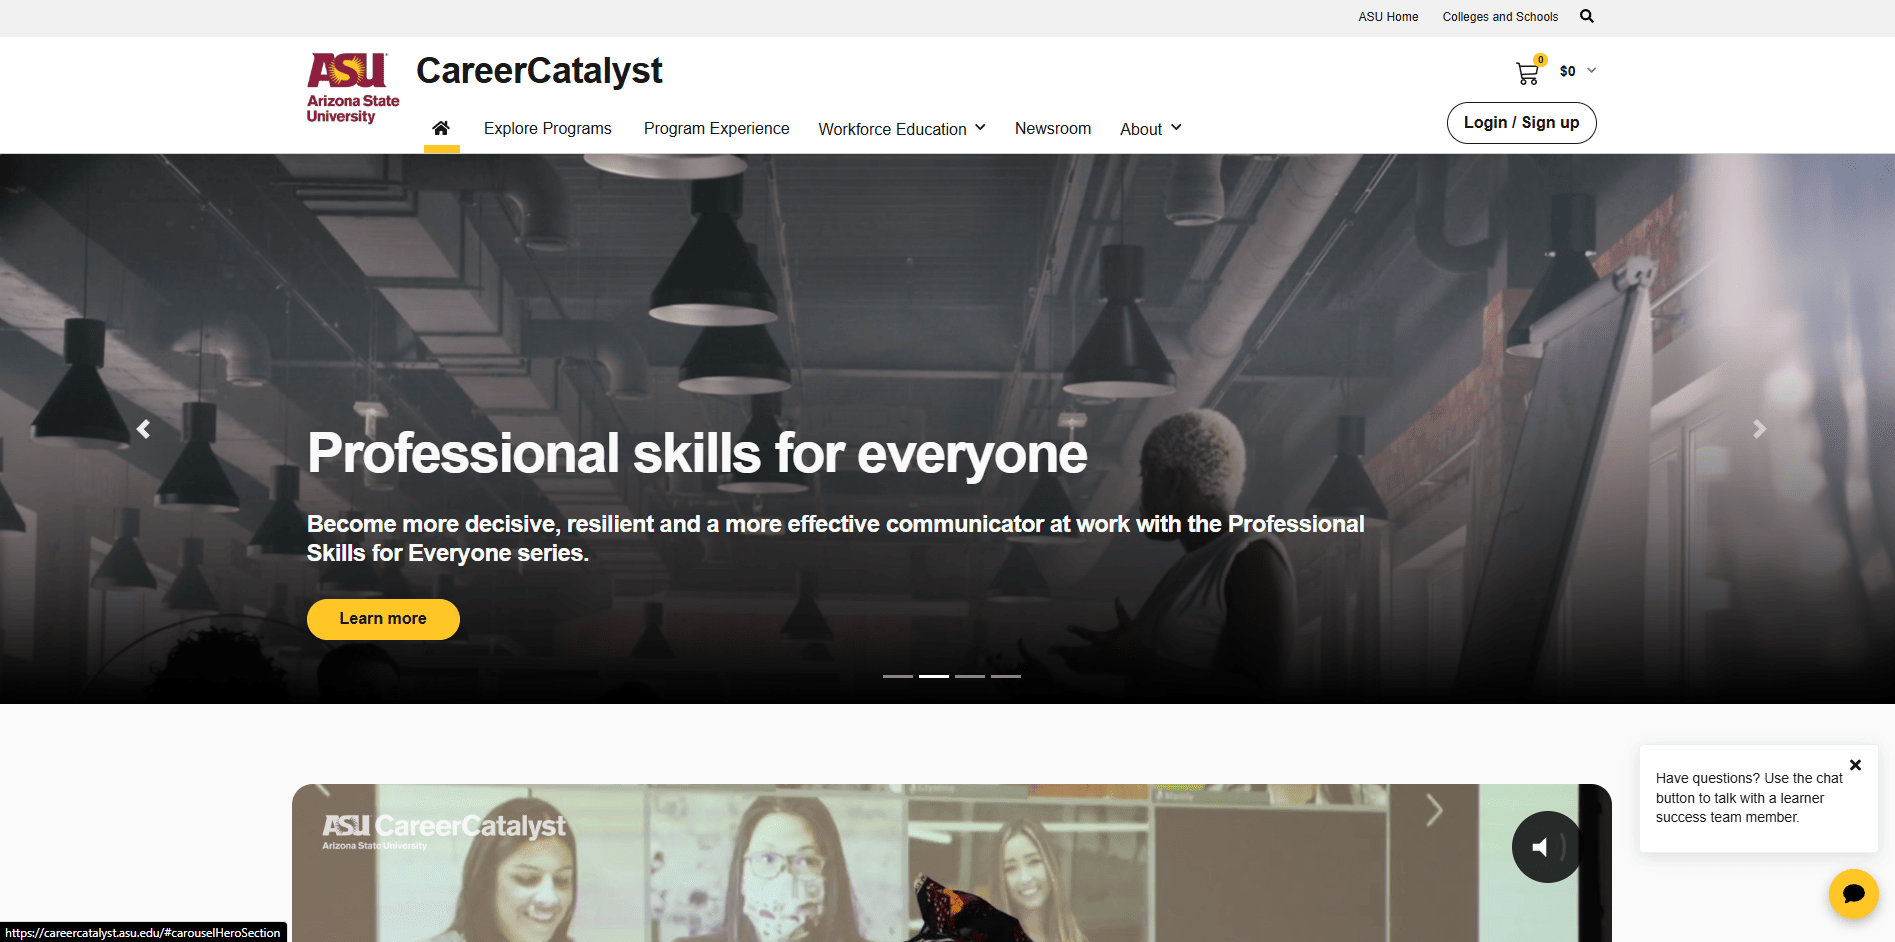 ASU Home
Colleges and Schools
ASU
Arizona State
University
CareerCatalyst
0
$0
Explore Programs
Program Experience
Workforce Education
Newsroom
About
Login / Sign up
Professional skills for everyone
Become more decisive, resilient and a more effective communicator at work with the Professional
Skills for Everyone series.
Learn more
ASU CareerCatalyst
Arizona State University
Have questions? Use the chat
button to talk with a learner
success team member.
https://careercatalyst.asu.edu/#carouselHeroSection